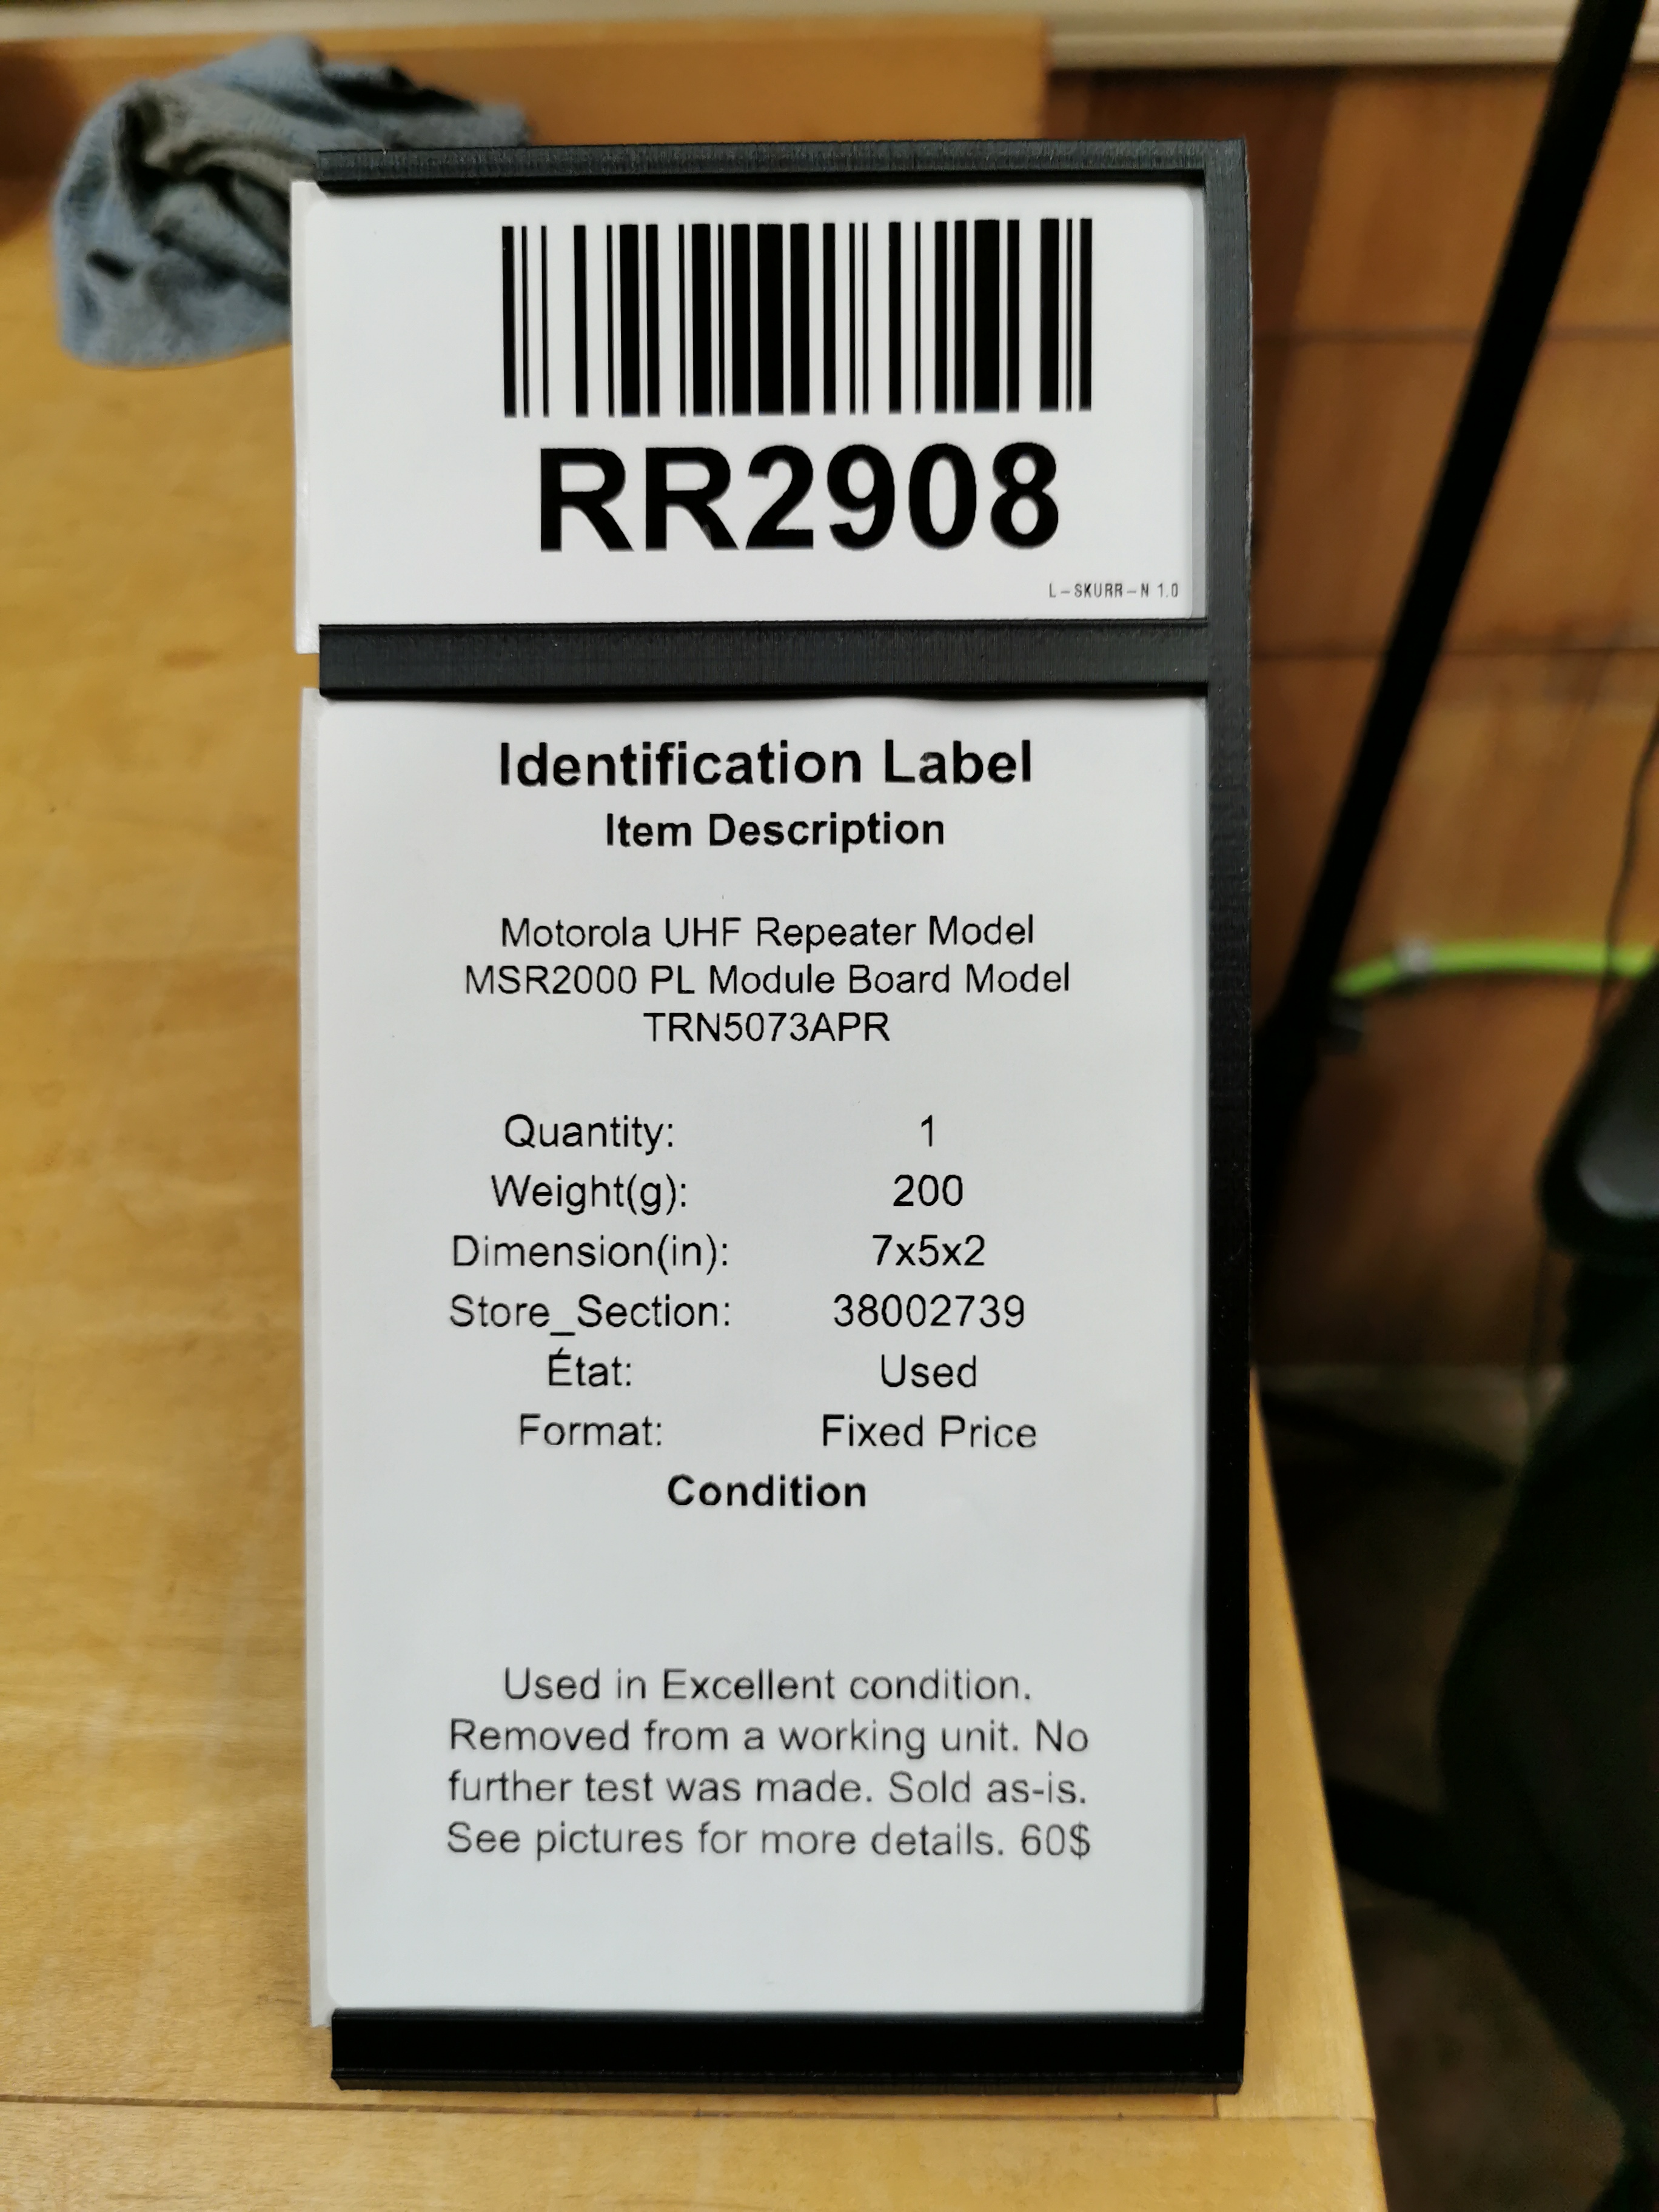 RR2908
L-SKURR-N 1.0
Identification Label
Item Description
Motorola UHF Repeater Model
MSR2000 PL Module Board Model
TRN5073APR
Quantity: 1
Weight(g): 200
Dimension(in): 7x5x2
Store_Section: 38002739
État: Used
Format: Fixed Price
Condition
Used in Excellent condition.
Removed from a working unit. No
further test was made. Sold as-is.
See pictures for more details. 60$